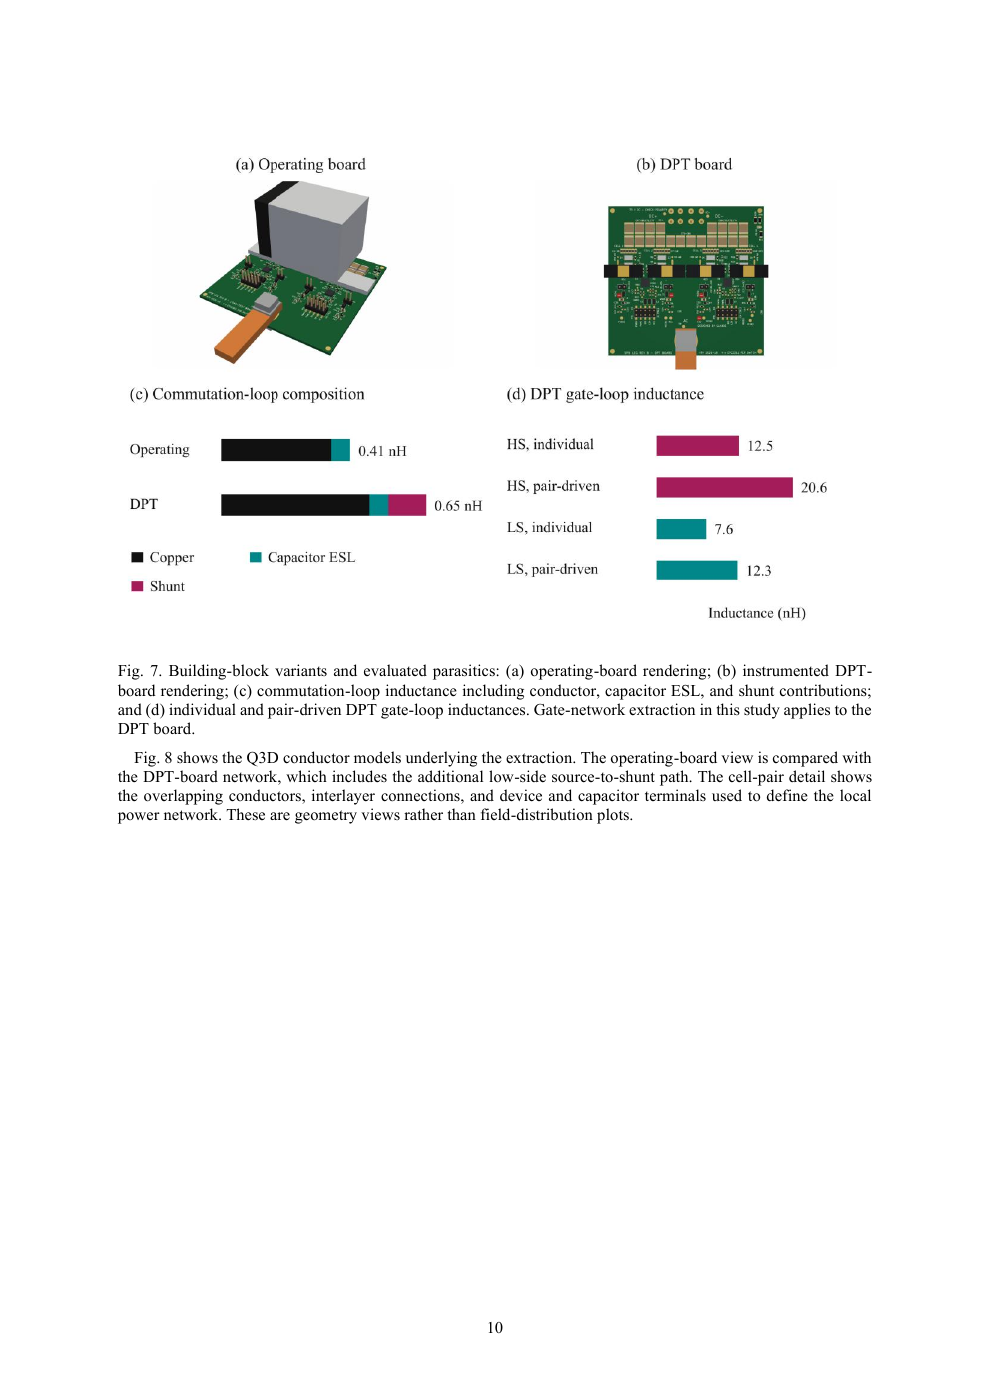 (a) Operating board
(b) DPT board
(c) Commutation-loop composition
Operating
0.41 nH
DPT
0.65 nH
Copper
Capacitor ESL
Shunt
(d) DPT gate-loop inductance
HS, individual
12.5
HS, pair-driven
20.6
LS, individual
7.6
LS, pair-driven
12.3
Inductance (nH)
Fig. 7. Building-block variants and evaluated parasitics: (a) operating-board rendering; (b) instrumented DPT-
board rendering; (c) commutation-loop inductance including conductor, capacitor ESL, and shunt contributions;
and (d) individual and pair-driven DPT gate-loop inductances. Gate-network extraction in this study applies to the
DPT board.
Fig. 8 shows the Q3D conductor models underlying the extraction. The operating-board view is compared with
the DPT-board network, which includes the additional low-side source-to-shunt path. The cell-pair detail shows
the overlapping conductors, interlayer connections, and device and capacitor terminals used to define the local
power network. These are geometry views rather than field-distribution plots.
10